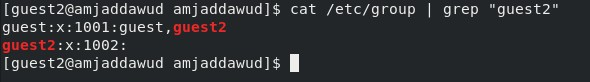 [guest2@amjaddawud amjaddawud]$ cat /etc/group | grep "guest2"
guest:x:1001:guest,guest2
guest2:x:1002:
[guest2@amjaddawud amjaddawud]$